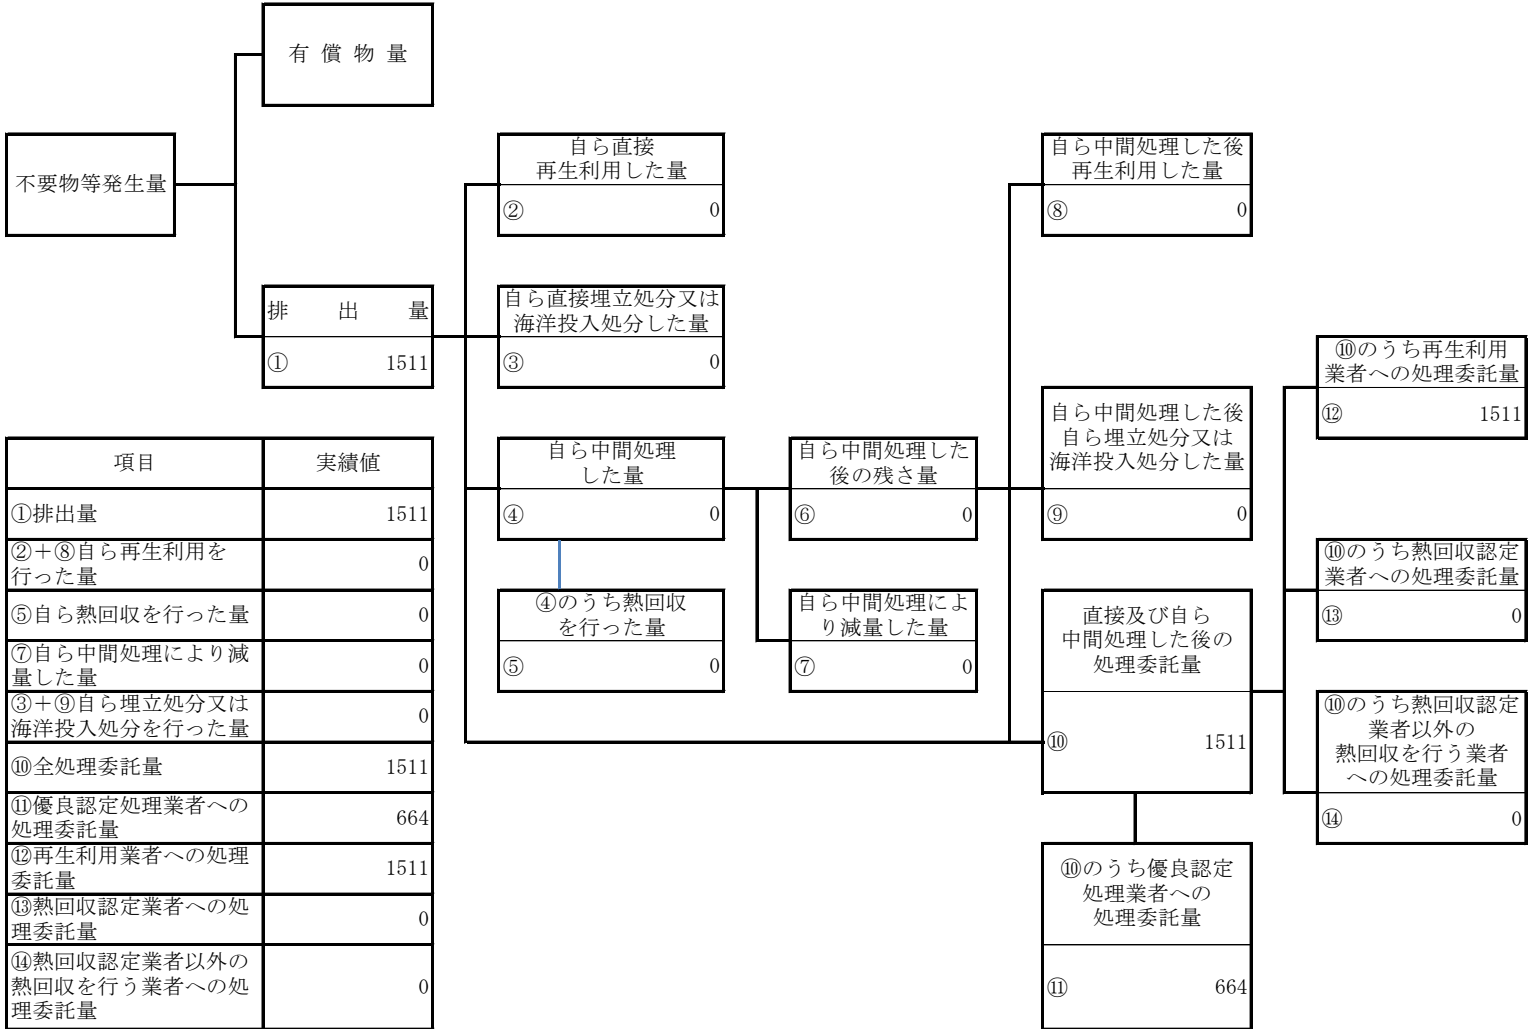 有 償 物 量
不要物等発生量
自ら直接
再生利用した量
② 0
自ら中間処理した後
再生利用した量
⑧ 0
排 出 量
① 1511
自ら直接埋立処分又は
海洋投入処分した量
③ 0
⑩のうち再生利用
業者への処理委託量
⑫ 1511
自ら中間処理
した量
④ 0
自ら中間処理した
後の残さ量
⑥ 0
自ら中間処理した後
自ら埋立処分又は
海洋投入処分した量
⑨ 0
⑩のうち熱回収認定
業者への処理委託量
⑬ 0
④のうち熱回収
を行った量
⑤ 0
自ら中間処理によ
り減量した量
⑦ 0
直接及び自ら
中間処理した後の
処理委託量
⑩ 1511
⑩のうち熱回収認定
業者以外の
熱回収を行う業者
への処理委託量
⑭ 0
⑩のうち優良認定
処理業者への
処理委託量
⑪ 664
項目 実績値
①排出量 1511
②＋⑧自ら再生利用を
行った量 0
⑤自ら熱回収を行った量 0
⑦自ら中間処理により減
量した量 0
③＋⑨自ら埋立処分又は
海洋投入処分を行った量 0
⑩全処理委託量 1511
⑪優良認定処理業者への
処理委託量 664
⑫再生利用業者への処理
委託量 1511
⑬熱回収認定業者への処
理委託量 0
⑭熱回収認定業者以外の
熱回収を行う業者への処
理委託量 0